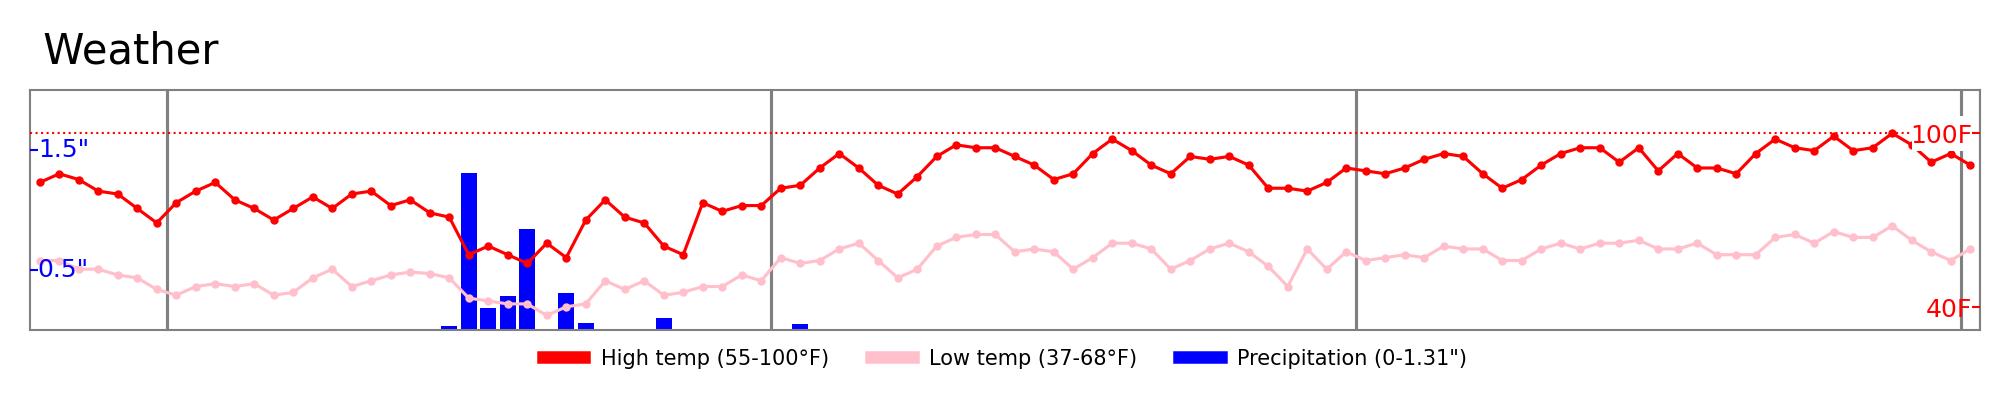 Weather
1.5"
0.5"
100F
40F
High temp (55-100°F)
Low temp (37-68°F)
Precipitation (0-1.31")